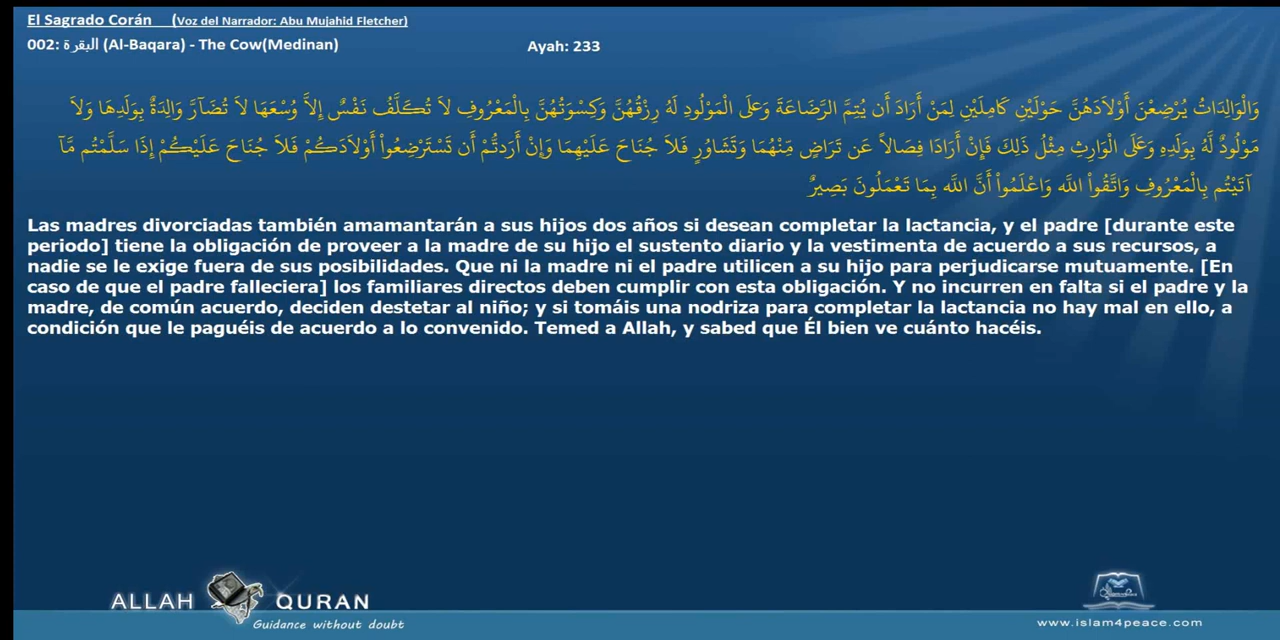 El Sagrado Corán (Voz del Narrador: Abu Mujahid Fletcher)
002: البقرة (Al-Baqara) - The Cow(Medinan) Ayah: 233
وَالْوَالِدَاتُ يُرْضِعْنَ أَوْلاَدَهُنَّ حَوْلَيْنِ كَامِلَيْنِ لِمَنْ أَرَادَ أَن يُتِمَّ الرَّضَاعَةَ وَعَلَى الْمَوْلُودِ لَهُ رِزْقُهُنَّ وَكِسْوَتُهُنَّ بِالْمَعْرُوفِ لاَ تُكَلَّفُ نَفْسٌ إِلاَّ وُسْعَهَا لاَ تُضَآرَّ وَالِدَةٌ بِوَلَدِهَا وَلاَ
مَوْلُودٌ لَّهُ بِوَلَدِهِ وَعَلَى الْوَارِثِ مِثْلُ ذَلِكَ فَإِنْ أَرَادَا فِصَالاً عَن تَرَاضٍ مِّنْهُمَا وَتَشَاوُرٍ فَلاَ جُنَاحَ عَلَيْهِمَا وَإِنْ أَرَدتُّمْ أَن تَسْتَرْضِعُواْ أَوْلاَدَكُمْ فَلاَ جُنَاحَ عَلَيْكُمْ إِذَا سَلَّمْتُم مَّآ
آتَيْتُم بِالْمَعْرُوفِ وَاتَّقُواْ اللَّه وَاعْلَمُواْ أَنَّ اللَّه بِمَا تَعْمَلُونَ بَصِيرٌ
Las madres divorciadas también amamantarán a sus hijos dos años si desean completar la lactancia, y el padre [durante este
periodo] tiene la obligación de proveer a la madre de su hijo el sustento diario y la vestimenta de acuerdo a sus recursos, a
nadie se le exige fuera de sus posibilidades. Que ni la madre ni el padre utilicen a su hijo para perjudicarse mutuamente. [En
caso de que el padre falleciera] los familiares directos deben cumplir con esta obligación. Y no incurren en falta si el padre y la
madre, de común acuerdo, deciden destetar al niño; y si tomáis una nodriza para completar la lactancia no hay mal en ello, a
condición que le paguéis de acuerdo a lo convenido. Temed a Allah, y sabed que Él bien ve cuánto hacéis.
ALLAH QURAN
Guidance without doubt
www.islam4peace.com